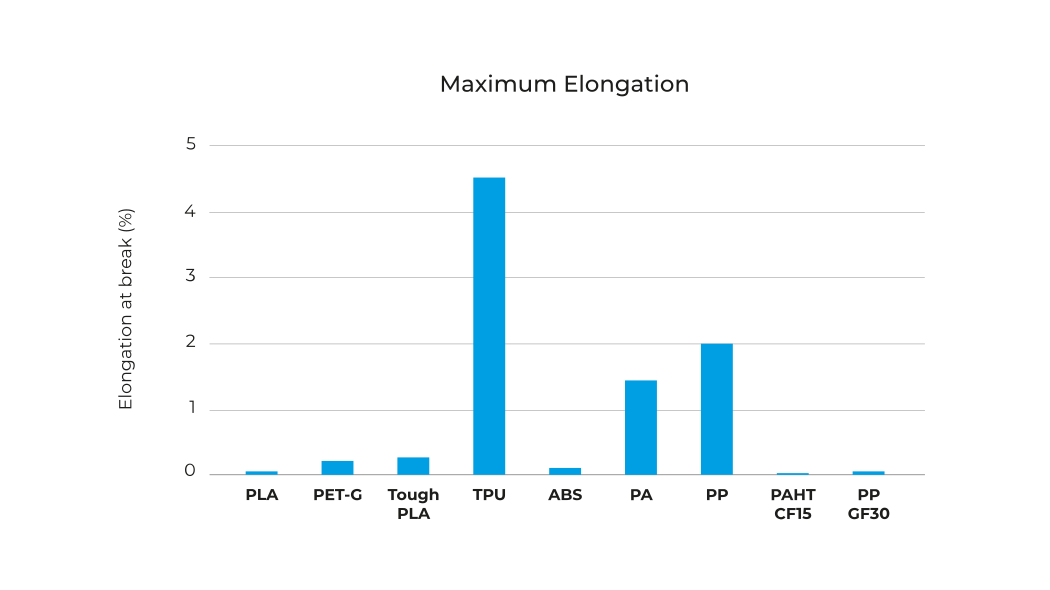 Maximum Elongation
Elongation at break (%)
5
4
3
2
1
0
PLA
PET-G
Tough
PLA
TPU
ABS
PA
PP
PAHT
CF15
PP
GF30